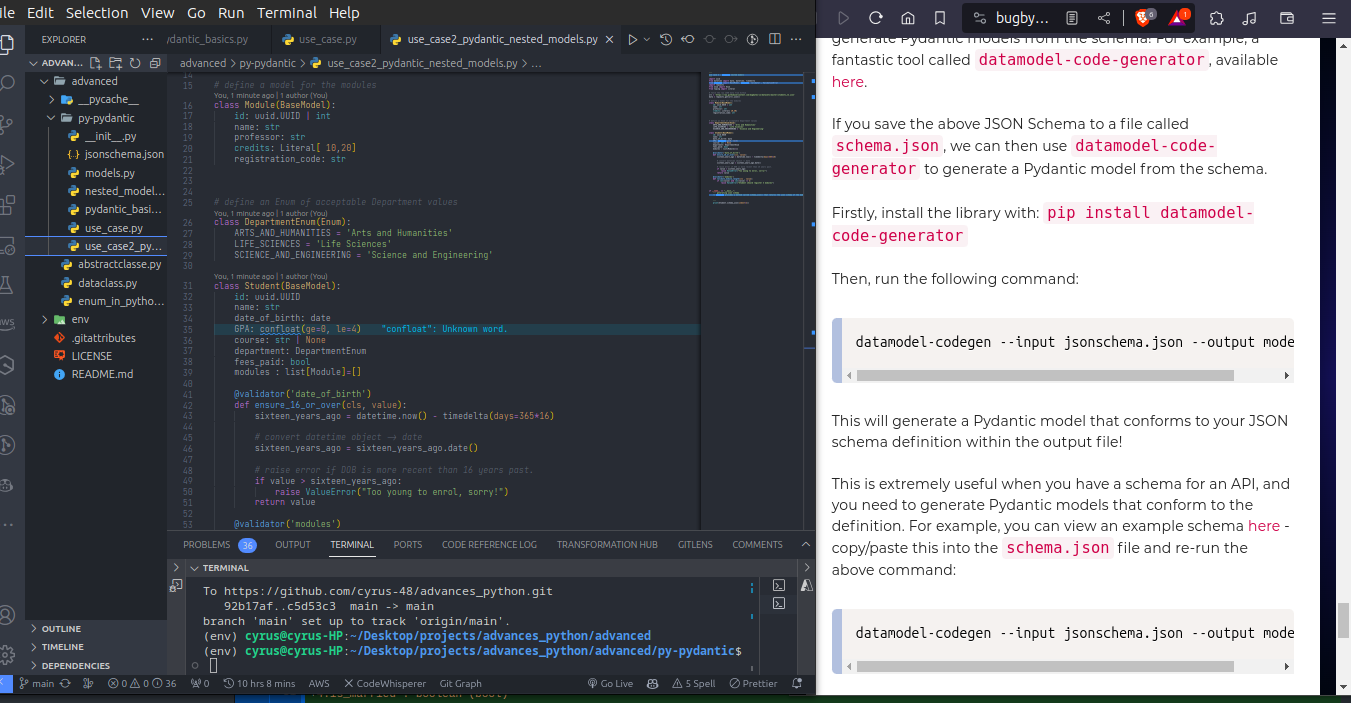 ile Edit Selection View Go Run Terminal Help
EXPLORER
/dantic_basics.py
use_case.py
use_case2_pydantic_nested_models.py
ADVAN...
advanced
__pycache__
py-pydantic
__init__.py
jsonschema.json
models.py
nested_model...
pydantic_basi...
use_case.py
use_case2_py...
abstractclasse.py
dataclass.py
enum_in_pytho...
env
.gitattributes
LICENSE
README.md
OUTLINE
TIMELINE
DEPENDENCIES
advanced > py-pydantic > use_case2_pydantic_nested_models.py > ...
14
15 # define a model for the modules
You, 1 minute ago | 1 author (You)
16 class Module(BaseModel):
17 id: uuid.UUID | int
18 name: str
19 professor: str
20 credits: Literal[ 10,20]
21 registration_code: str
22
23
24
25 # define an Enum of acceptable Department values
You, 1 minute ago | 1 author (You)
26 class DepartmentEnum(Enum):
27 ARTS_AND_HUMANITIES = 'Arts and Humanities'
28 LIFE_SCIENCES = 'Life Sciences'
29 SCIENCE_AND_ENGINEERING = 'Science and Engineering'
30
You, 1 minute ago | 1 author (You)
31 class Student(BaseModel):
32 id: uuid.UUID
33 name: str
34 date_of_birth: date
35 GPA: confloat(ge=0, le=4) "confloat": Unknown word.
36 course: str | None
37 department: DepartmentEnum
38 fees_paid: bool
39 modules : list[Module]=[]
40
41 @validator('date_of_birth')
42 def ensure_16_or_over(cls, value):
43 sixteen_years_ago = datetime.now() - timedelta(days=365*16)
44
45 # convert datetime object → date
46 sixteen_years_ago = sixteen_years_ago.date()
47
48 # raise error if DOB is more recent than 16 years past.
49 if value > sixteen_years_ago:
50 raise ValueError("Too young to enrol, sorry!")
51 return value
52
53 @validator('modules')
PROBLEMS 36 OUTPUT TERMINAL PORTS CODE REFERENCE LOG TRANSFORMATION HUB GITLENS COMMENTS
TERMINAL
To https://github.com/cyrus-48/advances_python.git
92b17af..c5d53c3 main -> main
branch 'main' set up to track 'origin/main'.
(env) cyrus@cyrus-HP:~/Desktop/projects/advances_python/advanced
(env) cyrus@cyrus-HP:~/Desktop/projects/advances_python/advanced/py-pydantic$
main 0 0 36 0 10 hrs 8 mins AWS CodeWhisperer Git Graph Go Live 5 Spell Prettier
bugby...
6
1
generate Pydantic models from the schema. For example, a
fantastic tool called datamodel-code-generator, available
here.
If you save the above JSON Schema to a file called
schema.json, we can then use datamodel-code-
generator to generate a Pydantic model from the schema.
Firstly, install the library with: pip install datamodel-
code-generator
Then, run the following command:
datamodel-codegen --input jsonschema.json --output mode
This will generate a Pydantic model that conforms to your JSON
schema definition within the output file!
This is extremely useful when you have a schema for an API, and
you need to generate Pydantic models that conform to the
definition. For example, you can view an example schema here -
copy/paste this into the schema.json file and re-run the
above command:
datamodel-codegen --input jsonschema.json --output mode